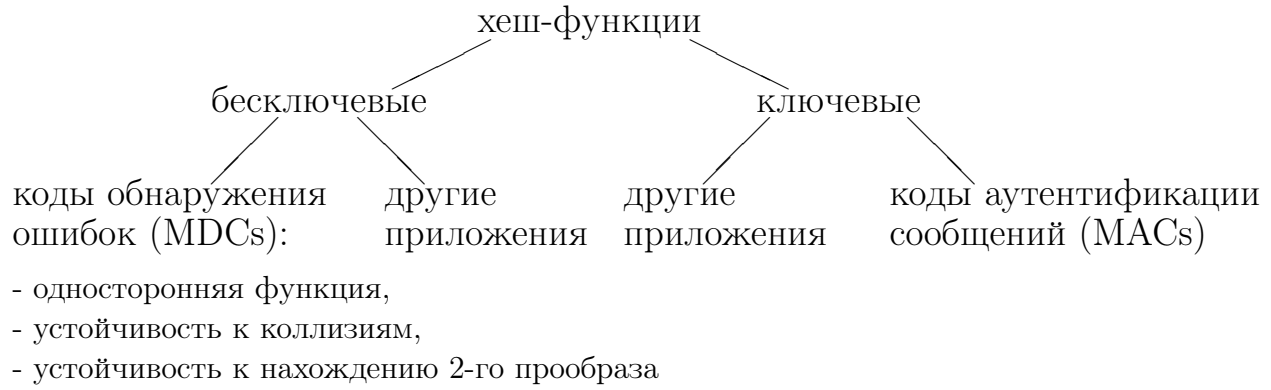 хеш-функции
бесключевые
ключевые
коды обнаружения
ошибок (MDCs):
другие
приложения
другие
приложения
коды аутентификации
сообщений (MACs)
- односторонняя функция,
- устойчивость к коллизиям,
- устойчивость к нахождению 2-го прообраза